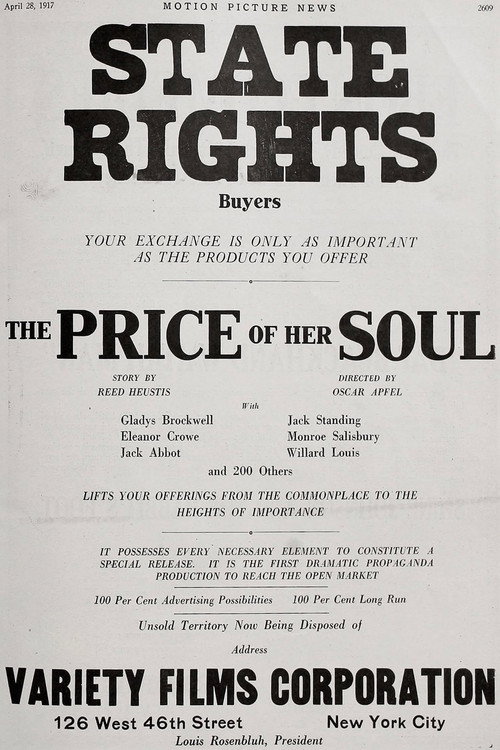 April 28, 1917 MOTION PICTURE NEWS 2609
STATE
RIGHTS
Buyers
YOUR EXCHANGE IS ONLY AS IMPORTANT
AS THE PRODUCTS YOU OFFER
THE PRICE OF HER SOUL
STORY BY DIRECTED BY
REED HEUSTIS OSCAR APFEL
With
Gladys Brockwell Jack Standing
Eleanor Crowe Monroe Salisbury
Jack Abbot Willard Louis
and 200 Others
LIFTS YOUR OFFERINGS FROM THE COMMONPLACE TO THE
HEIGHTS OF IMPORTANCE
IT POSSESSES EVERY NECESSARY ELEMENT TO CONSTITUTE A
SPECIAL RELEASE. IT IS THE FIRST DRAMATIC PROPAGANDA
PRODUCTION TO REACH THE OPEN MARKET
100 Per Cent Advertising Possibilities 100 Per Cent Long Run
Unsold Territory Now Being Disposed of
Address
VARIETY FILMS CORPORATION
126 West 46th Street New York City
Louis Rosenbluh, President